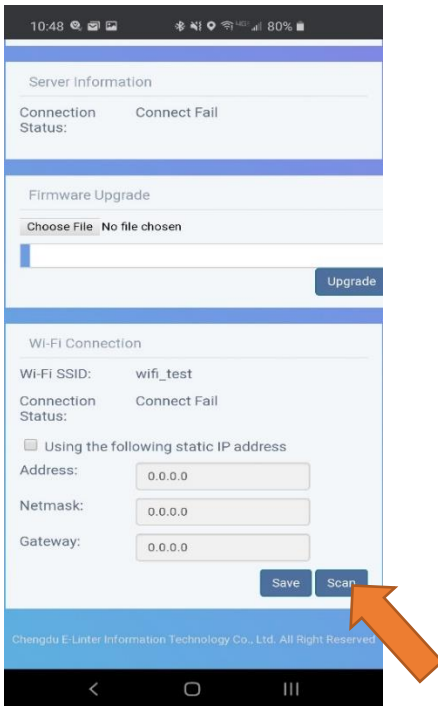 10:48 80%
Server Information
Connection Status: Connect Fail
Firmware Upgrade
Choose File No file chosen
Upgrade
Wi-Fi Connection
Wi-Fi SSID: wifi_test
Connection Status: Connect Fail
Using the following static IP address
Address: 0.0.0.0
Netmask: 0.0.0.0
Gateway: 0.0.0.0
Save Scan
Chengdu E-Linter Information Technology Co., Ltd. All Right Reserved